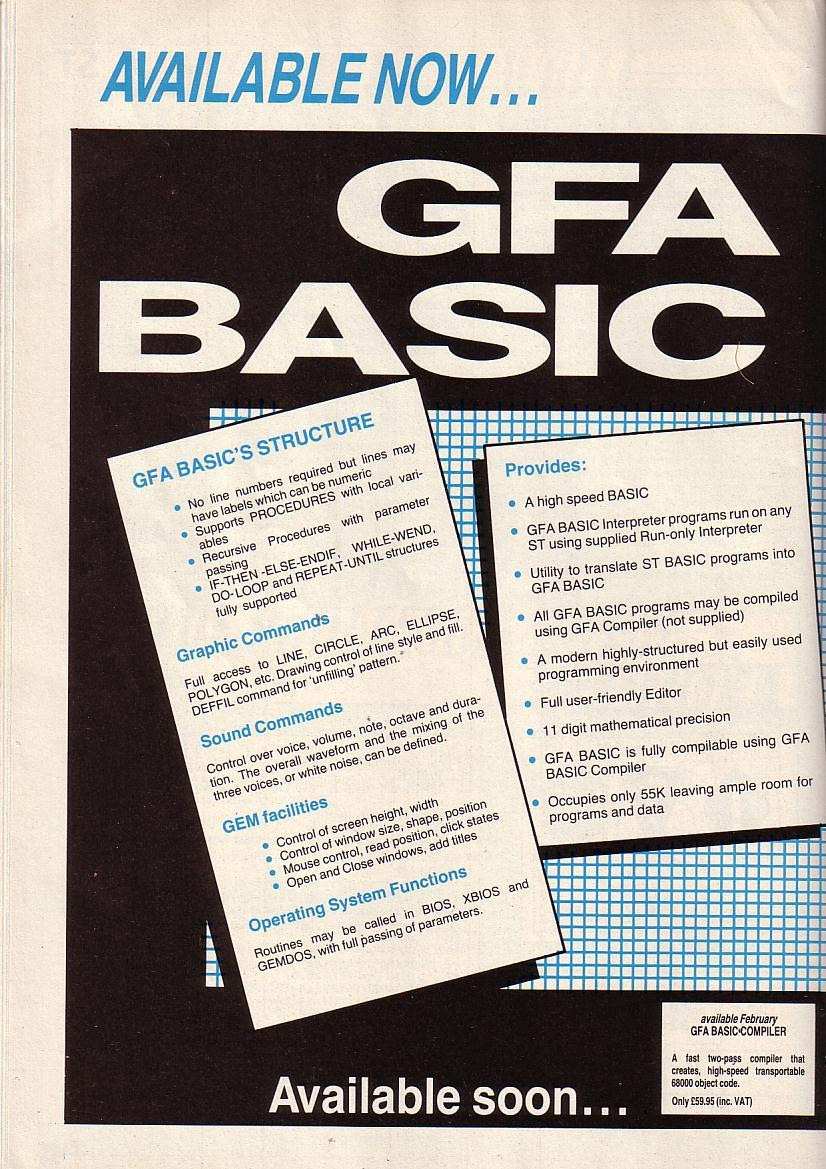 AVAILABLE NOW...
GFA
BASIC
GFA BASIC'S STRUCTURE
• No line numbers required but lines may
have labels which can be numeric
• Supports PROCEDURES with local vari-
ables
• Recursive Procedures with parameter
passing
• IF-THEN -ELSE-ENDIF, WHILE-WEND,
DO-LOOP and REPEAT-UNTIL structures
fully supported
Graphic Commands
Full access to LINE, CIRCLE, ARC, ELLIPSE,
POLYGON, etc. Drawing control of line style and fill.
DEFFIL command for 'unfilling' pattern.
Sound Commands
Control over voice, volume, note, octave and dura-
tion. The overall waveform and the mixing of the
three voices, or white noise, can be defined.
GEM facilities
• Control of screen height, width
• Control of window size, shape, position
• Mouse control, read position, click states
• Open and Close windows, add titles
Operating System Functions
Routines may be called in BIOS, XBIOS and
GEMDOS, with full passing of parameters.
Provides:
• A high speed BASIC
• GFA BASIC Interpreter programs run on any
ST using supplied Run-only Interpreter
• Utility to translate ST BASIC programs into
GFA BASIC
• All GFA BASIC programs may be compiled
using GFA Compiler (not supplied)
• A modern highly-structured but easily used
programming environment
• Full user-friendly Editor
• 11 digit mathematical precision
• GFA BASIC is fully compilable using GFA
BASIC Compiler
• Occupies only 55K leaving ample room for
programs and data
available February
GFA BASIC COMPILER
A fast two-pass compiler that
creates, high-speed transportable
68000 object code.
Only £59.95 (inc. VAT)
Available soon...